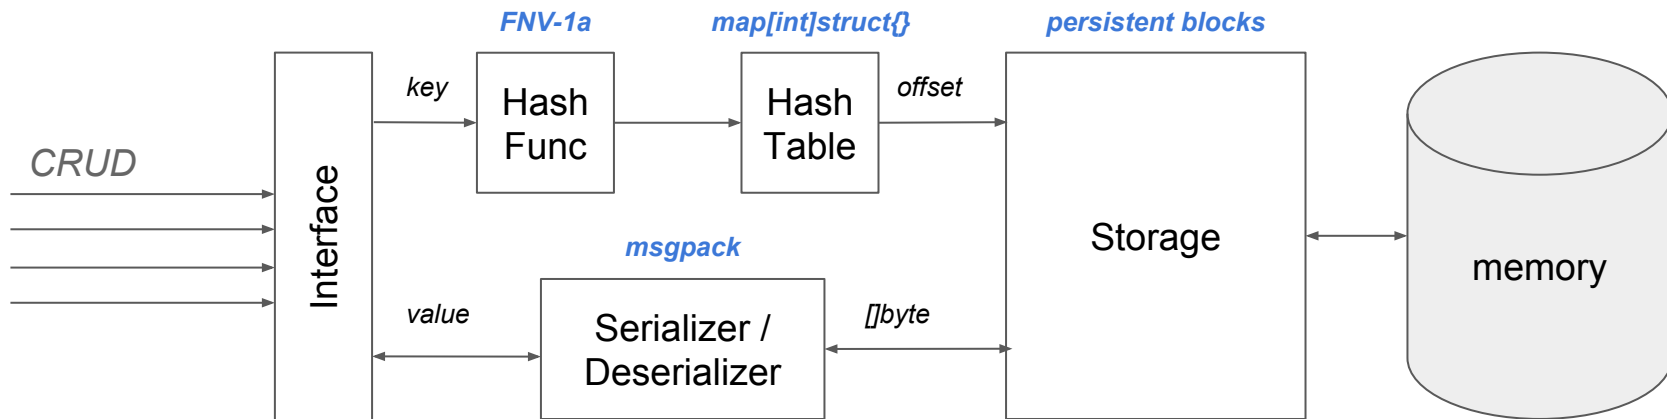 FNV-1a
map[int]struct{}
persistent blocks
key
Hash
Func
Hash
Table
offset
CRUD
Interface
Storage
memory
msgpack
value
Serializer /
Deserializer
[]byte